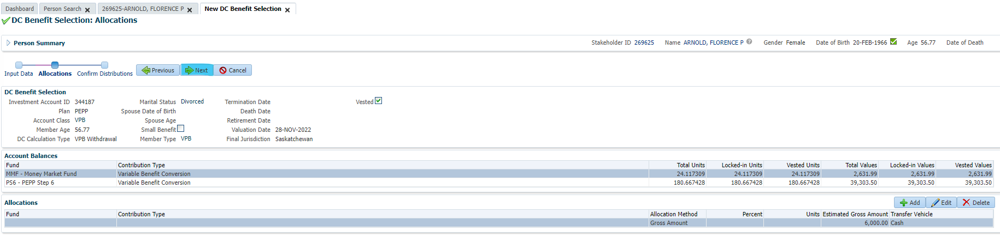 Dashboard Person Search 269625-ARNOLD, FLORENCE P New DC Benefit Selection
DC Benefit Selection: Allocations
Person Summary Stakeholder ID 269625 Name ARNOLD, FLORENCE P Gender Female Date of Birth 20-FEB-1966 Age 56.77 Date of Death
Input Data Allocations Confirm Distributions Previous Next Cancel
DC Benefit Selection
Investment Account ID 344187 Marital Status Divorced Termination Date Vested
Plan PEPP Spouse Date of Birth Death Date
Account Class VPB Spouse Age Retirement Date
Member Age 56.77 Small Benefit Valuation Date 28-NOV-2022
DC Calculation Type VPB Withdrawal Member Type VPB Final Jurisdiction Saskatchewan
Account Balances
Fund Contribution Type Total Units Locked-in Units Vested Units Total Values Locked-in Values Vested Values
MMF - Money Market Fund Variable Benefit Conversion 24.117309 24.117309 24.117309 2,631.99 2,631.99 2,631.99
PS6 - PEPP Step 6 Variable Benefit Conversion 180.667428 180.667428 180.667428 39,303.50 39,303.50 39,303.50
Allocations Add Edit Delete
Fund Contribution Type Allocation Method Percent Units Estimated Gross Amount Transfer Vehicle
Gross Amount 6,000.00 Cash